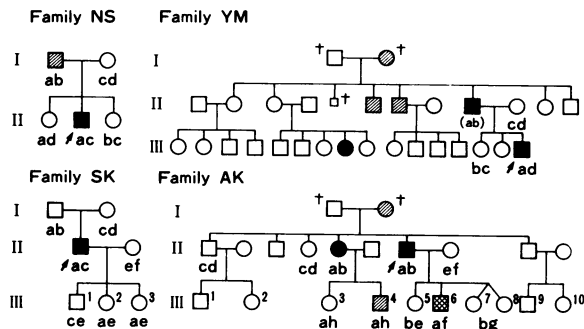 Family NS
I
ab cd
II
ad ac bc
Family YM
I
† †
II
†
(ab) cd
III
bc ad
Family SK
I
ab cd
II
ac ef
III
1 2 3
ce ae ae
Family AK
I
† †
II
cd cd ab ab ef
III
1 2 3 4 5 6 7 8 9 10
ah ah be af bg